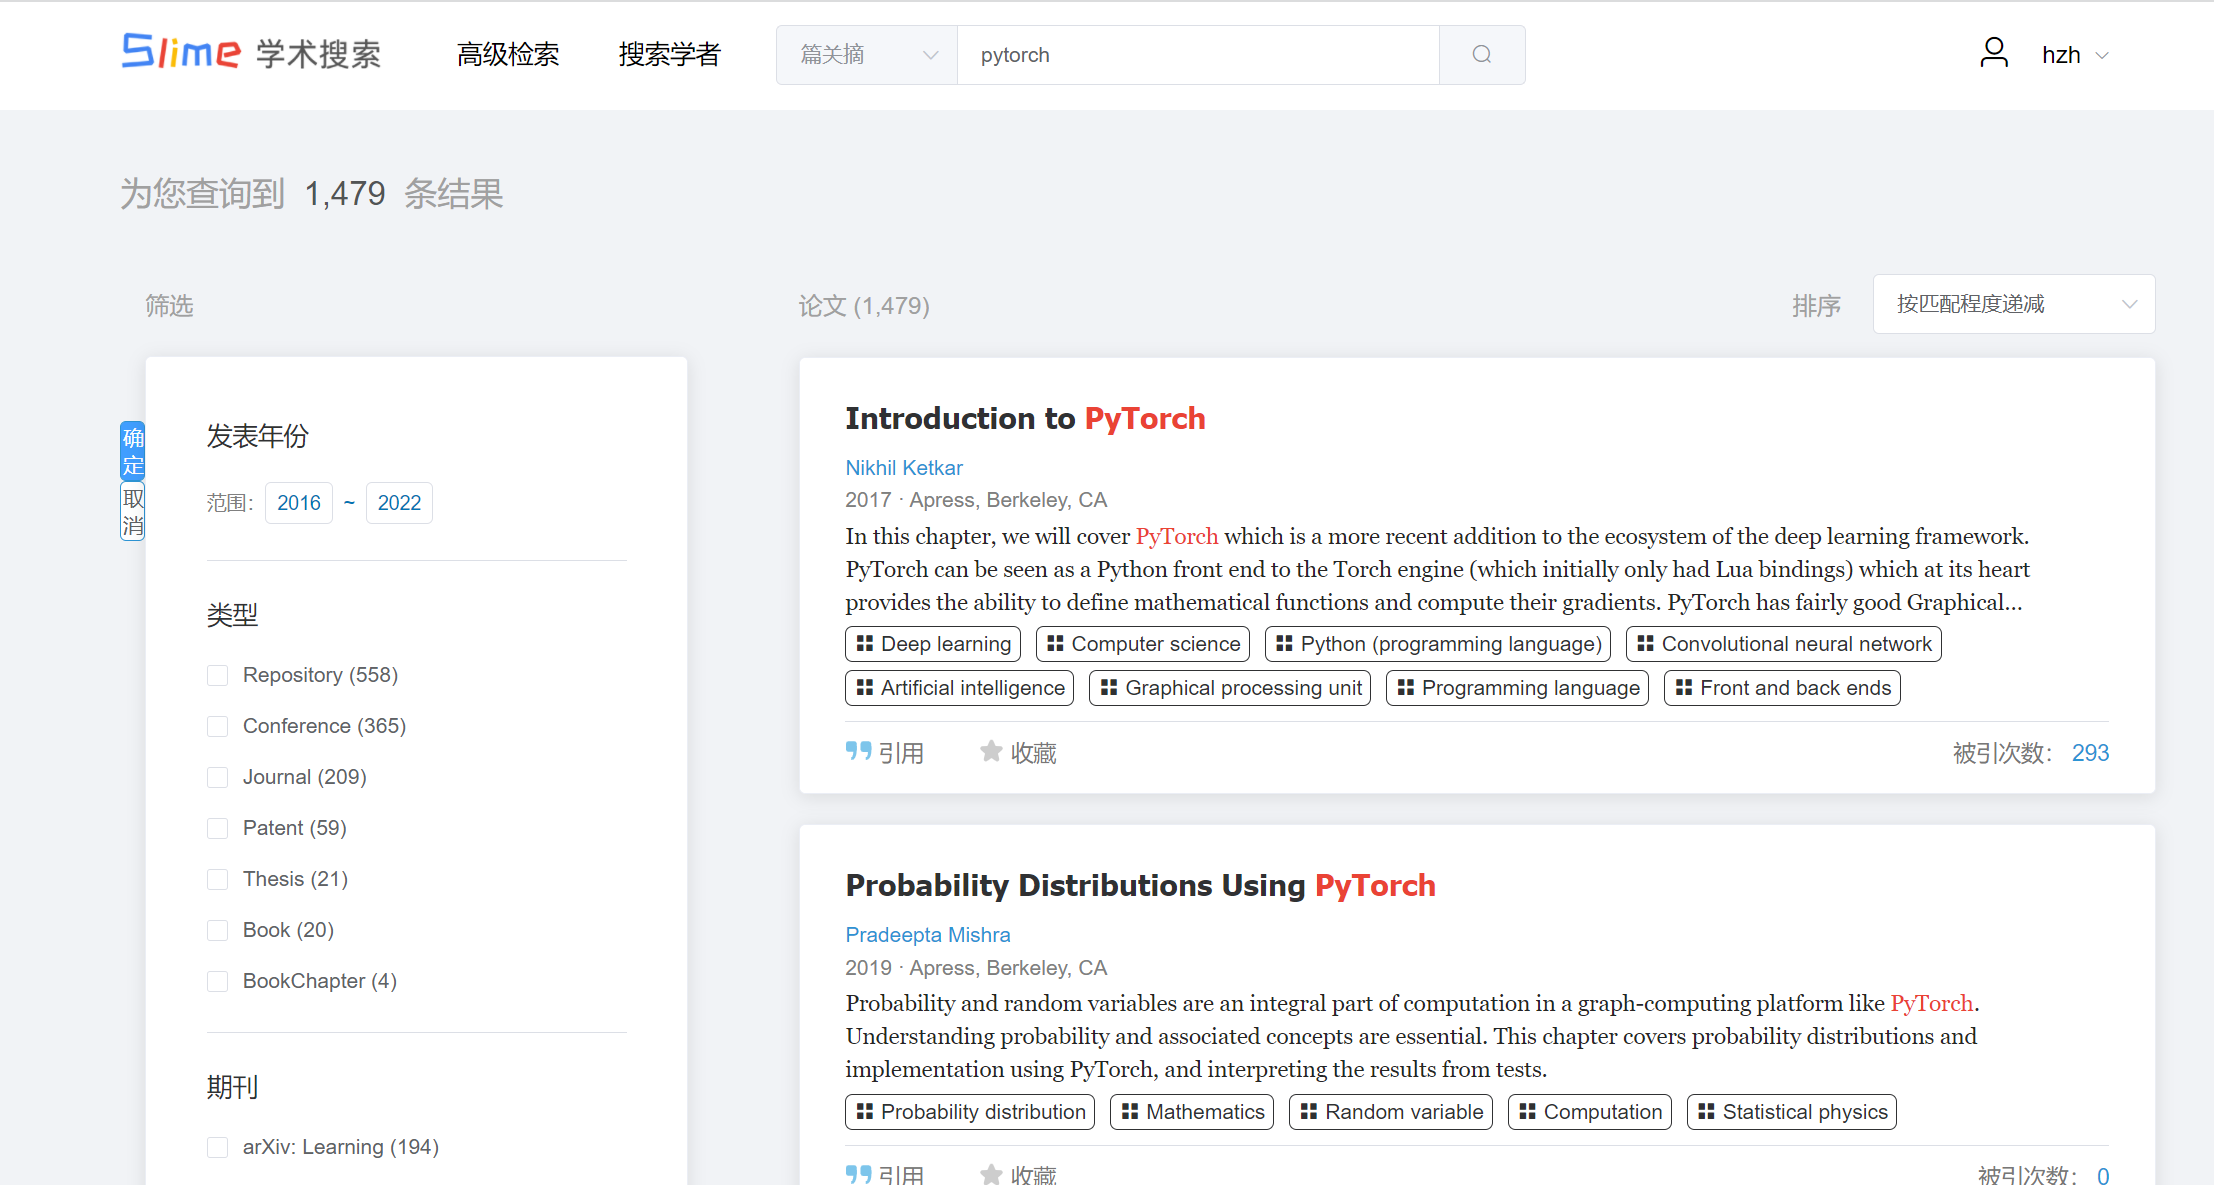 Slime 学术搜索 高级检索 搜索学者 篇关摘 pytorch hzh
为您查询到 1,479 条结果
筛选
论文 (1,479) 排序 按匹配程度递减
确定
取消
发表年份
范围： 2016 ~ 2022
类型
Repository (558)
Conference (365)
Journal (209)
Patent (59)
Thesis (21)
Book (20)
BookChapter (4)
期刊
arXiv: Learning (194)
Introduction to PyTorch
Nikhil Ketkar
2017 · Apress, Berkeley, CA
In this chapter, we will cover PyTorch which is a more recent addition to the ecosystem of the deep learning framework.
PyTorch can be seen as a Python front end to the Torch engine (which initially only had Lua bindings) which at its heart
provides the ability to define mathematical functions and compute their gradients. PyTorch has fairly good Graphical...
Deep learning Computer science Python (programming language) Convolutional neural network
Artificial intelligence Graphical processing unit Programming language Front and back ends
引用 收藏 被引次数： 293
Probability Distributions Using PyTorch
Pradeepta Mishra
2019 · Apress, Berkeley, CA
Probability and random variables are an integral part of computation in a graph-computing platform like PyTorch.
Understanding probability and associated concepts are essential. This chapter covers probability distributions and
implementation using PyTorch, and interpreting the results from tests.
Probability distribution Mathematics Random variable Computation Statistical physics
引用 收藏 被引次数： 0